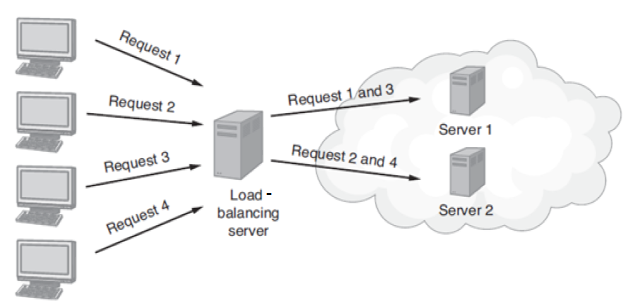 Request 1
Request 2
Request 3
Request 4
Load -
balancing
server
Request 1 and 3
Request 2 and 4
Server 1
Server 2